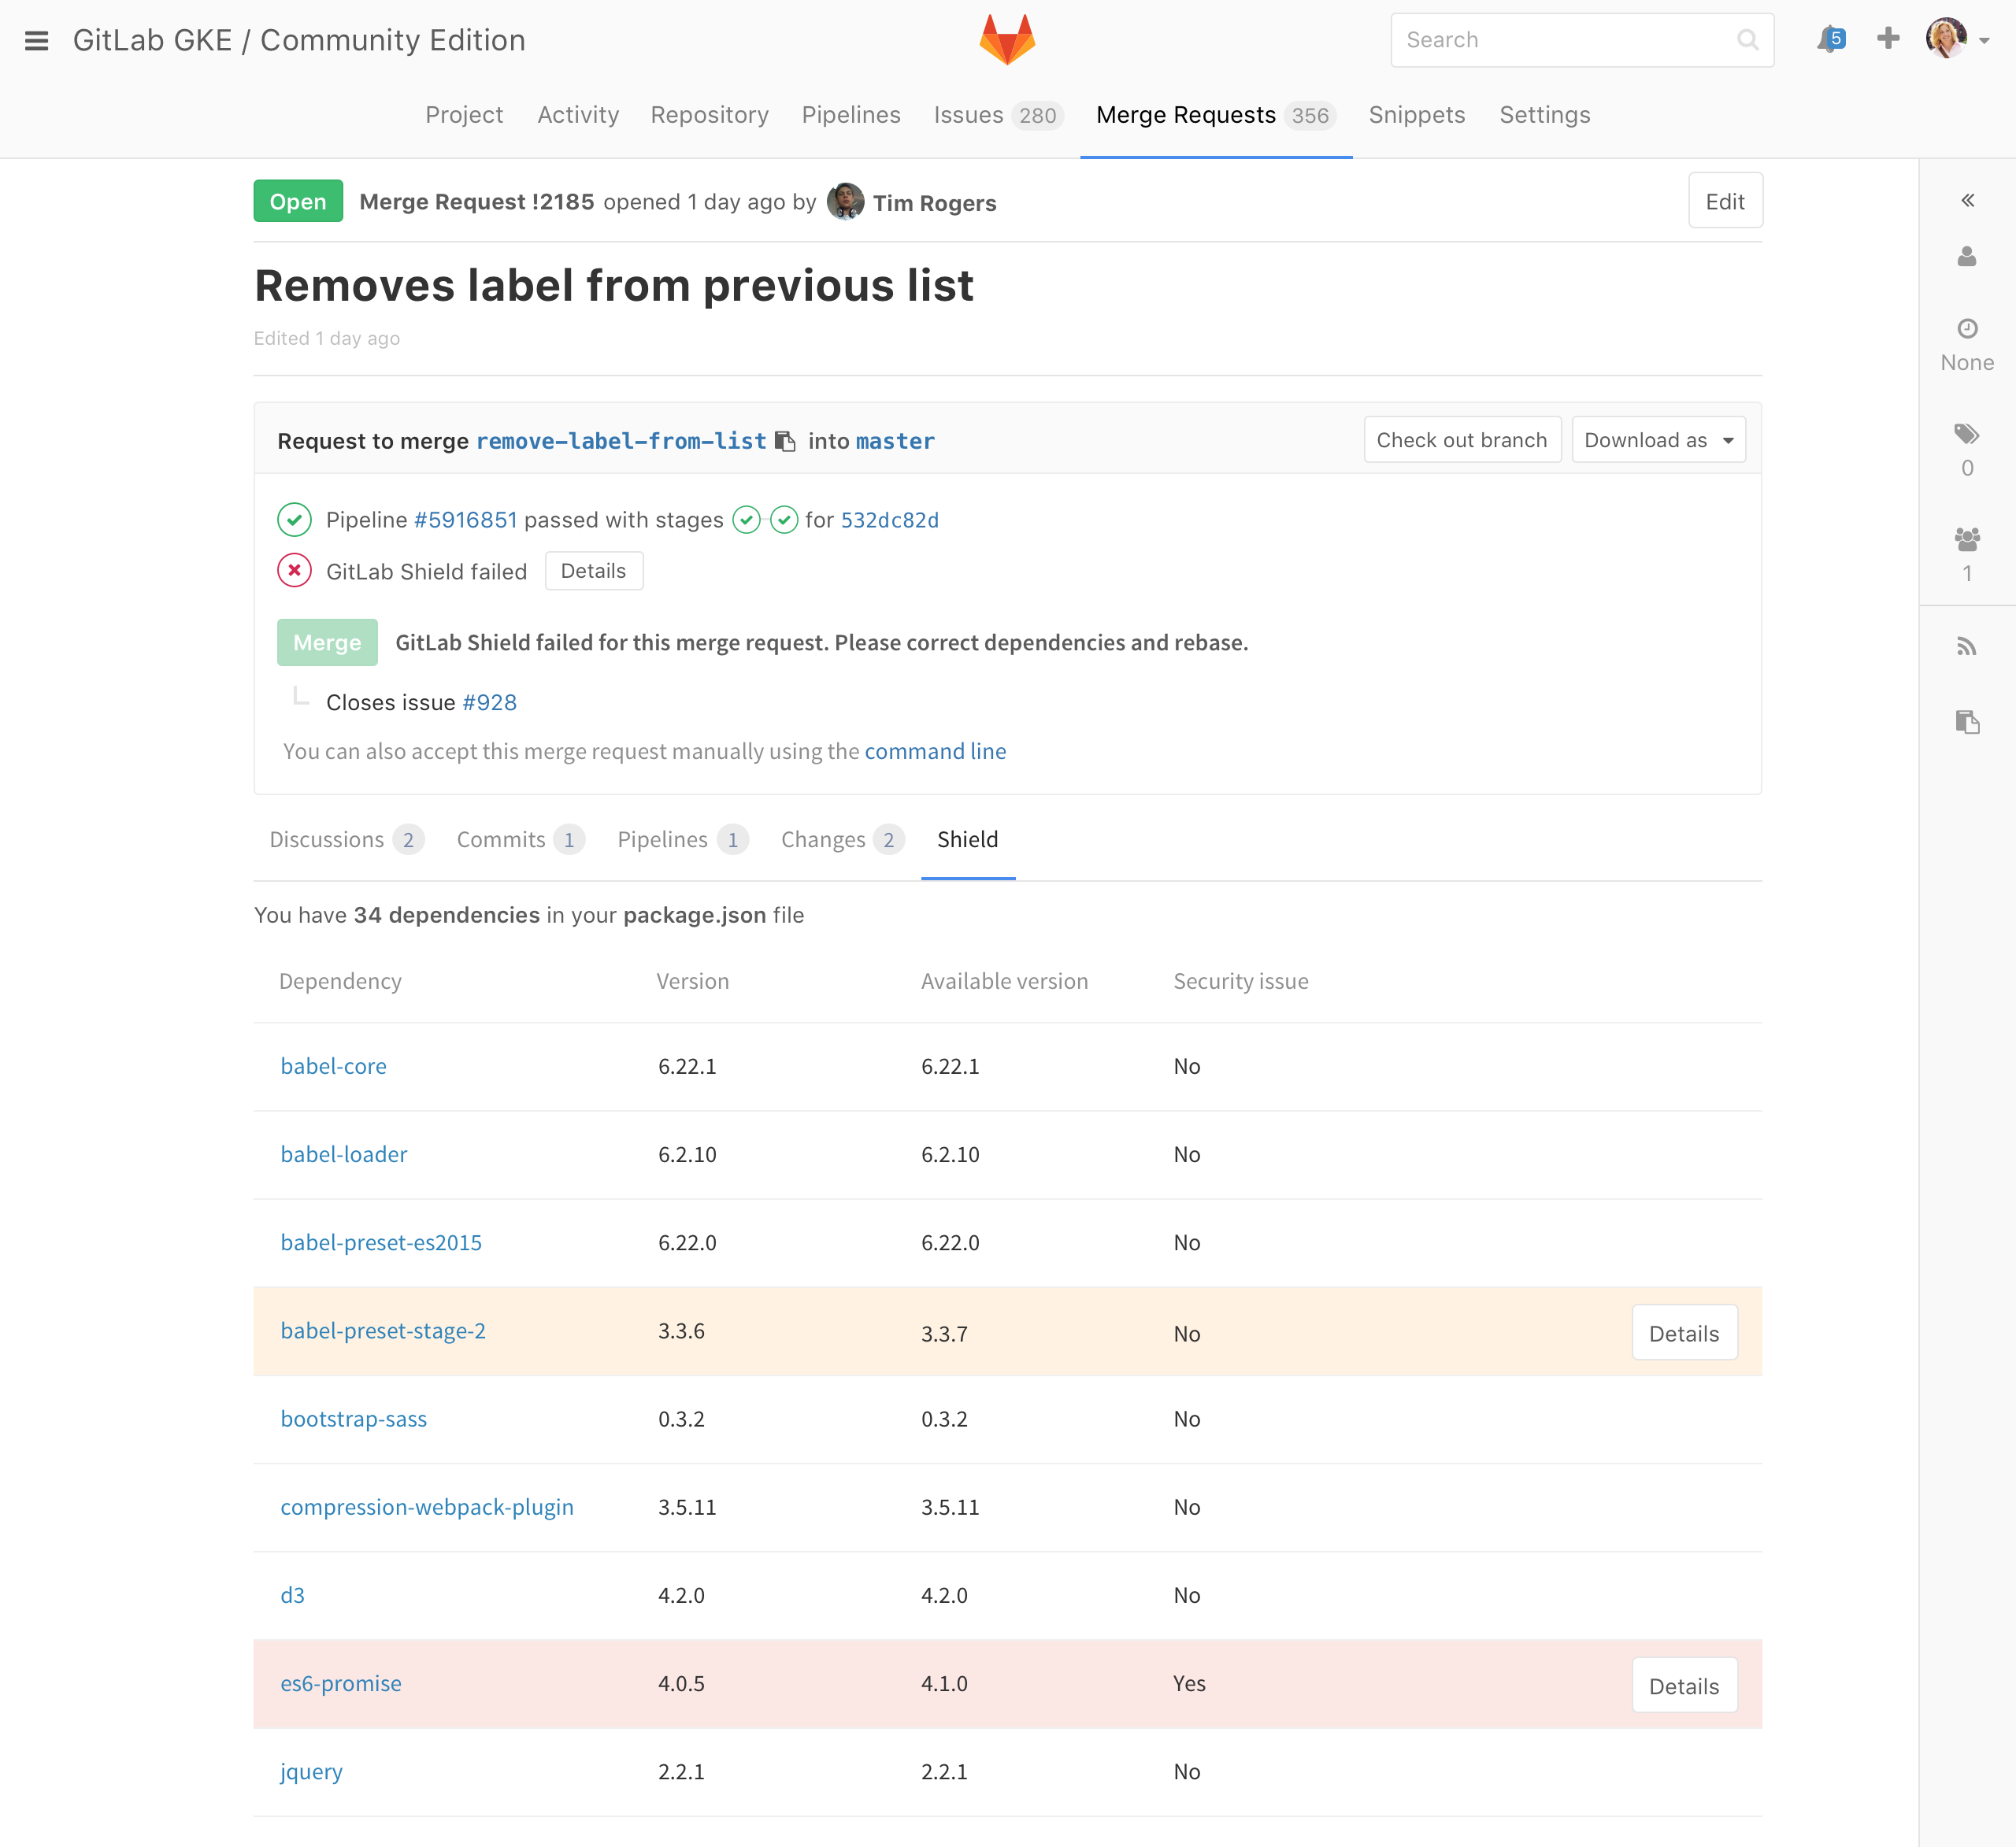 GitLab GKE / Community Edition
Search
5
Project Activity Repository Pipelines Issues 280 Merge Requests 356 Snippets Settings
Open Merge Request !2185 opened 1 day ago by Tim Rogers Edit
Removes label from previous list
Edited 1 day ago
None
0
1
Request to merge remove-label-from-list into master Check out branch Download as
Pipeline #5916851 passed with stages for 532dc82d
GitLab Shield failed Details
Merge GitLab Shield failed for this merge request. Please correct dependencies and rebase.
Closes issue #928
You can also accept this merge request manually using the command line
Discussions 2 Commits 1 Pipelines 1 Changes 2 Shield
You have 34 dependencies in your package.json file
Dependency Version Available version Security issue
babel-core 6.22.1 6.22.1 No
babel-loader 6.2.10 6.2.10 No
babel-preset-es2015 6.22.0 6.22.0 No
babel-preset-stage-2 3.3.6 3.3.7 No Details
bootstrap-sass 0.3.2 0.3.2 No
compression-webpack-plugin 3.5.11 3.5.11 No
d3 4.2.0 4.2.0 No
es6-promise 4.0.5 4.1.0 Yes Details
jquery 2.2.1 2.2.1 No